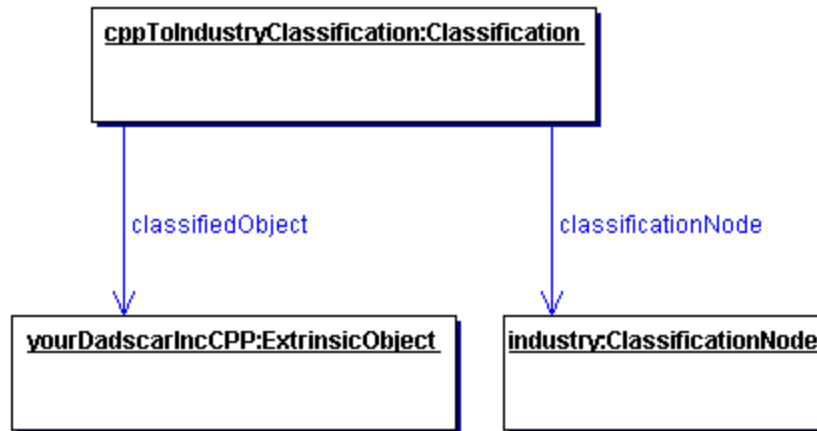 cppToIndustryClassification:Classification
classifiedObject
classificationNode
yourDadscarIncCPP:ExtrinsicObject
industry:ClassificationNode